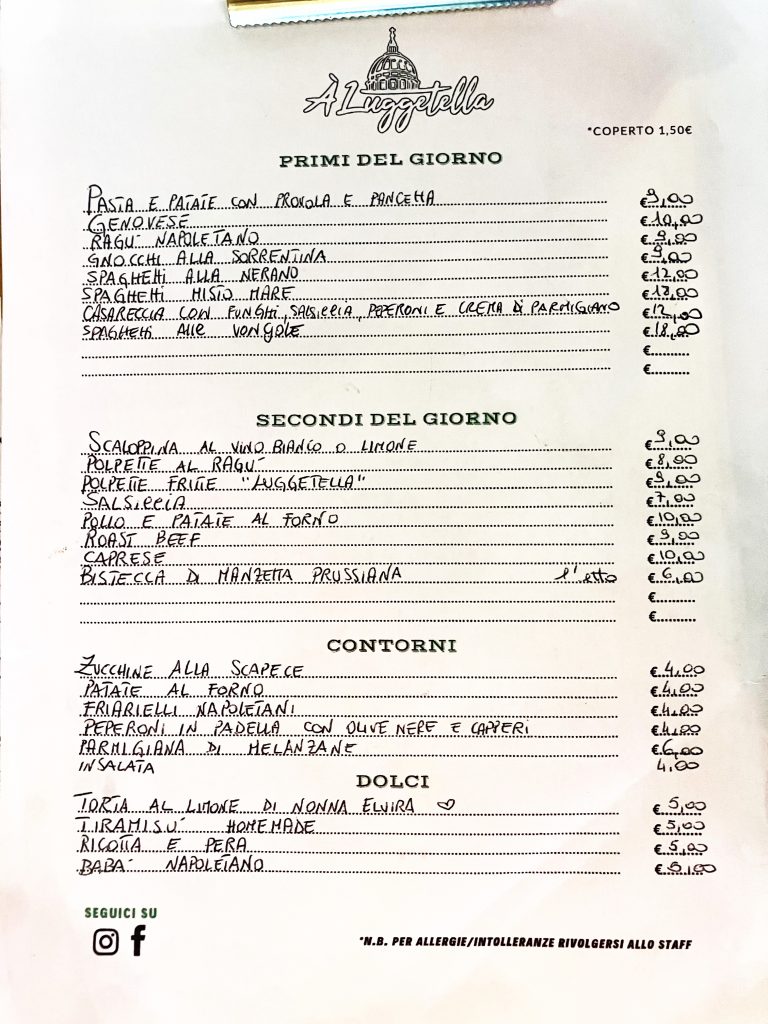 À Luggetella
*COPERTO 1,50€
PRIMI DEL GIORNO
PASTA E PATATE CON PROVOLA E PANCETTA €9,00
GENOVESE €10,00
RAGU' NAPOLETANO €9,00
GNOCCHI ALLA SORRENTINA €9,00
SPAGHETTI ALLA NERANO €12,00
SPAGHETTI MISTO MARE €18,00
CASARECCIA CON FUNGHI, SALSICCIA, PEPERONI E CREMA DI PARMIGIANO €12,00
SPAGHETTI Alle VONGOLE €18,00
€..........
€..........
SECONDI DEL GIORNO
SCALOPPINA AL VINO BIANCO O LIMONE €9,00
POLPETTE AL RAGU' €8,00
POLPETTE FRITTE "LUGGETELLA" €9,00
SALSICCIA €7,00
POLLO E PATATE AL FORNO €10,00
ROAST BEEF €9,00
CAPRESE €10,00
BISTECCA DI MANZETTA PRUSSIANA l'etto €6,00
€..........
€..........
CONTORNI
ZUCCHINE ALLA SCAPECE €4,00
PATATE AL FORNO €4,00
FRIARIELLI NAPOLETANI €4,00
PEPERONI IN PADELLA CON OLIVE NERE E CAPPERI €4,00
PARMIGIANA DI MELANZANE €6,00
INSALATA 4,00
DOLCI
TORTA AL LIMONE DI NONNA ELVIRA ♡ €5,00
TIRAMISU' HOMEMADE €5,00
RICOTTA E PERA €5,00
BABA' NAPOLETANO €5,00
SEGUICI SU
*N.B. PER ALLERGIE/INTOLLERANZE RIVOLGERSI ALLO STAFF